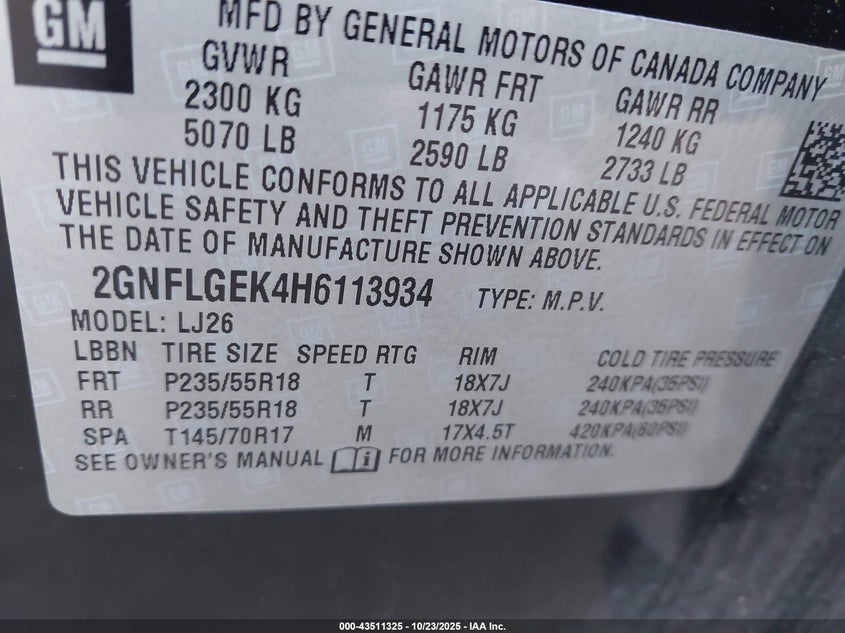 GM
MFD BY GENERAL MOTORS OF CANADA COMPANY
GVWR GAWR FRT GAWR RR
2300 KG 1175 KG 1240 KG
5070 LB 2590 LB 2733 LB
THIS VEHICLE CONFORMS TO ALL APPLICABLE U.S. FEDERAL MOTOR
VEHICLE SAFETY AND THEFT PREVENTION STANDARDS IN EFFECT ON
THE DATE OF MANUFACTURE SHOWN ABOVE.
2GNFLGEK4H6113934 TYPE: M.P.V.
MODEL: LJ26
LBBN TIRE SIZE SPEED RTG RIM COLD TIRE PRESSURE
FRT P235/55R18 T 18X7J 240KPA(35PSI)
RR P235/55R18 T 18X7J 240KPA(35PSI)
SPA T145/70R17 M 17X4.5T 420KPA(60PSI)
SEE OWNER'S MANUAL i FOR MORE INFORMATION.
000-43511325 - 10/23/2025 - IAA Inc.